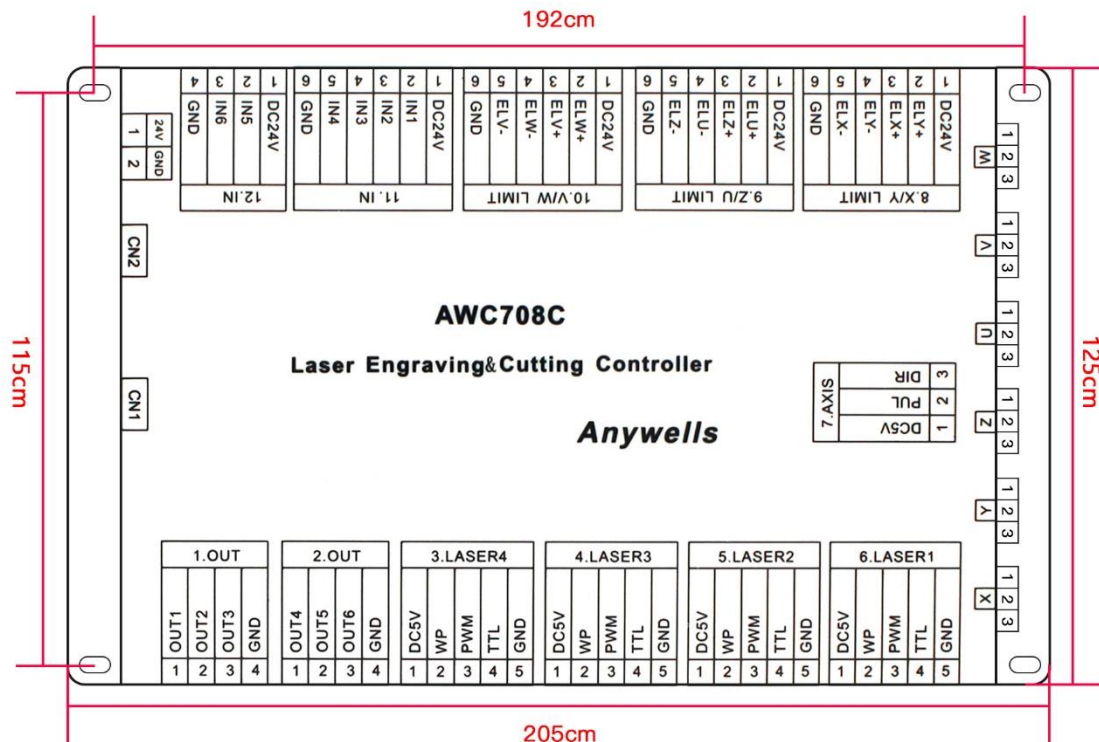 192cm
4 3 2 1
GND IN6 IN5 DC24V
12.IN
6 5 4 3 2 1
GND IN4 IN3 IN2 IN1 DC24V
11.IN
6 5 4 3 2 1
GND ELV- ELW- ELV+ ELW+ DC24V
10.V/W LIMIT
6 5 4 3 2 1
GND ELZ- ELU- ELZ+ ELU+ DC24V
9.Z/U LIMIT
6 5 4 3 2 1
GND ELX- ELY- ELX+ ELY+ DC24V
8.X/Y LIMIT
1 24V
2 GND
CN2
CN1
115cm
125cm
AWC708C
Laser Engraving&Cutting Controller
Anywells
7.AXIS
DIR 3
PUL 2
DC5V 1
W 1 2 3
V 1 2 3
U 1 2 3
Z 1 2 3
Y 1 2 3
X 1 2 3
1.OUT
OUT1 OUT2 OUT3 GND
1 2 3 4
2.OUT
OUT4 OUT5 OUT6 GND
1 2 3 4
3.LASER4
DC5V WP PWM TTL GND
1 2 3 4 5
4.LASER3
DC5V WP PWM TTL GND
1 2 3 4 5
5.LASER2
DC5V WP PWM TTL GND
1 2 3 4 5
6.LASER1
DC5V WP PWM TTL GND
1 2 3 4 5
205cm